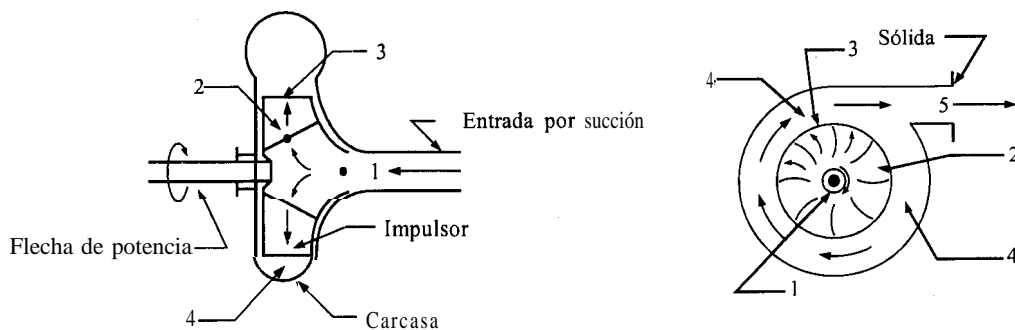 3
2
Entrada por succión
1
Flecha de potencia
Impulsor
4
Carcasa
Sólida
3
4
5
2
4
1